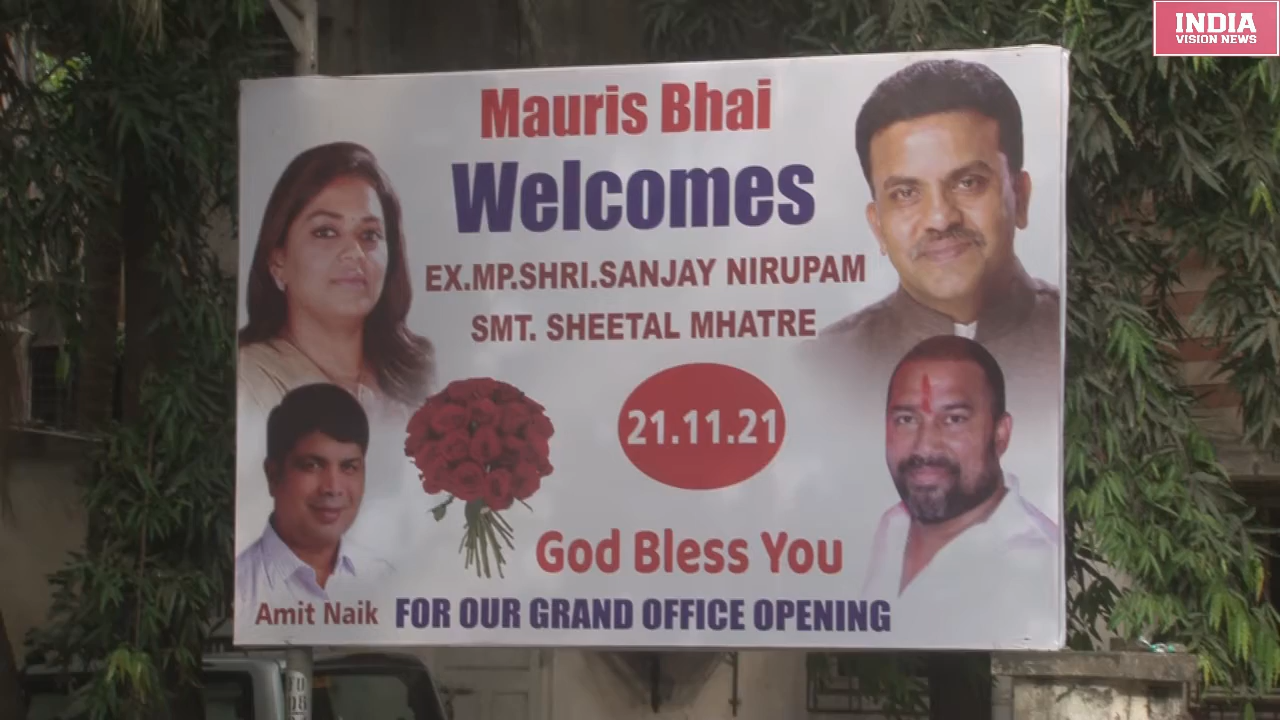 INDIA
VISION NEWS
Mauris Bhai
Welcomes
EX.MP.SHRI.SANJAY NIRUPAM
SMT. SHEETAL MHATRE
21.11.21
God Bless You
Amit Naik FOR OUR GRAND OFFICE OPENING